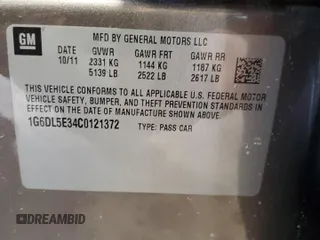 GM
MFD BY GENERAL MOTORS LLC
10/11 GVWR GAWR FRT GAWR RR
2331 KG 1144 KG 1187 KG
5139 LB 2522 LB 2617 LB
THIS VEHICLE CONFORMS TO ALL APPLICABLE U.S. FEDERAL MOTOR
VEHICLE SAFETY, BUMPER, AND THEFT PREVENTION STANDARDS
IN EFFECT ON THE DATE OF MANUFACTURE SHOWN ABOVE.
1G6DL5E34C0121372 TYPE: PASS CAR
DREAMBID